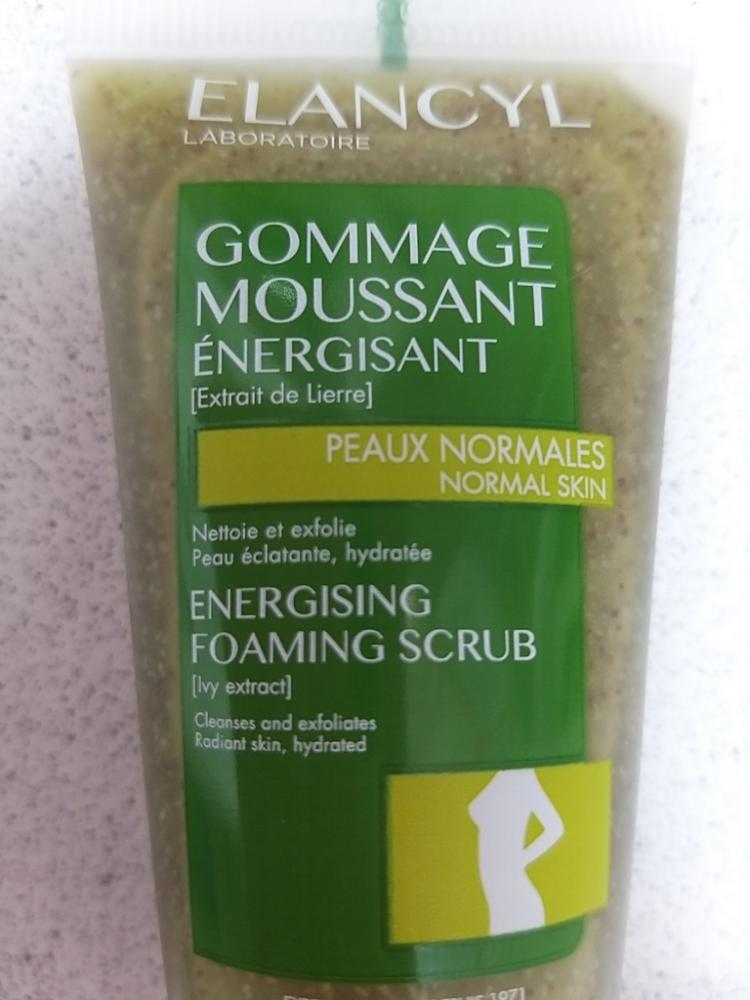 ELANCYL
LABORATOIRE
GOMMAGE
MOUSSANT
ÉNERGISANT
[Extrait de Lierre]
PEAUX NORMALES
NORMAL SKIN
Nettoie et exfolie
Peau éclatante, hydratée
ENERGISING
FOAMING SCRUB
[Ivy extract]
Cleanses and exfoliates
Radiant skin, hydrated
1971